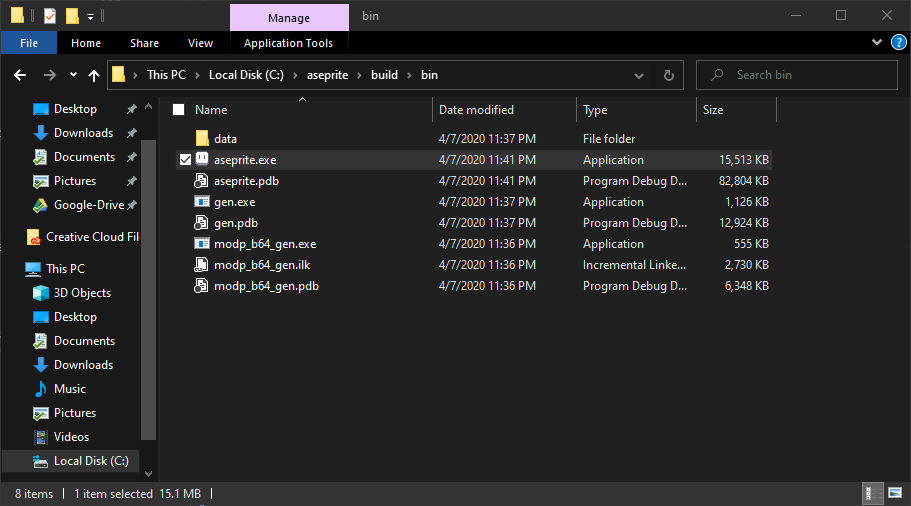 Manage
bin
File
Home
Share
View
Application Tools
This PC
Local Disk (C:)
aseprite
build
bin
Search bin
Desktop
Downloads
Documents
Pictures
Google-Drive
Creative Cloud Fil
This PC
3D Objects
Desktop
Documents
Downloads
Music
Pictures
Videos
Local Disk (C:)
Name Date modified Type Size
data 4/7/2020 11:37 PM File folder
aseprite.exe 4/7/2020 11:41 PM Application 15,513 KB
aseprite.pdb 4/7/2020 11:41 PM Program Debug D... 82,804 KB
gen.exe 4/7/2020 11:37 PM Application 1,126 KB
gen.pdb 4/7/2020 11:37 PM Program Debug D... 12,924 KB
modp_b64_gen.exe 4/7/2020 11:36 PM Application 555 KB
modp_b64_gen.ilk 4/7/2020 11:36 PM Incremental Linke... 2,730 KB
modp_b64_gen.pdb 4/7/2020 11:36 PM Program Debug D... 6,348 KB
8 items 1 item selected 15.1 MB